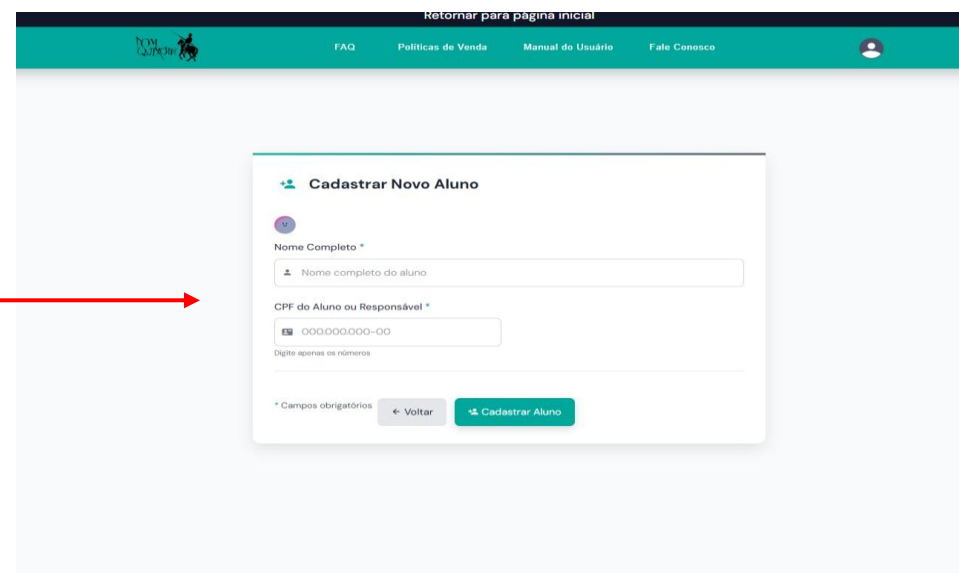 Retornar para página inicial
DOM QUIXOTE
FAQ Políticas de Venda Manual do Usuário Fale Conosco
Cadastrar Novo Aluno
Nome Completo *
Nome completo do aluno
CPF do Aluno ou Responsável *
000.000.000-00
Digite apenas os números
* Campos obrigatórios ← Voltar Cadastrar Aluno